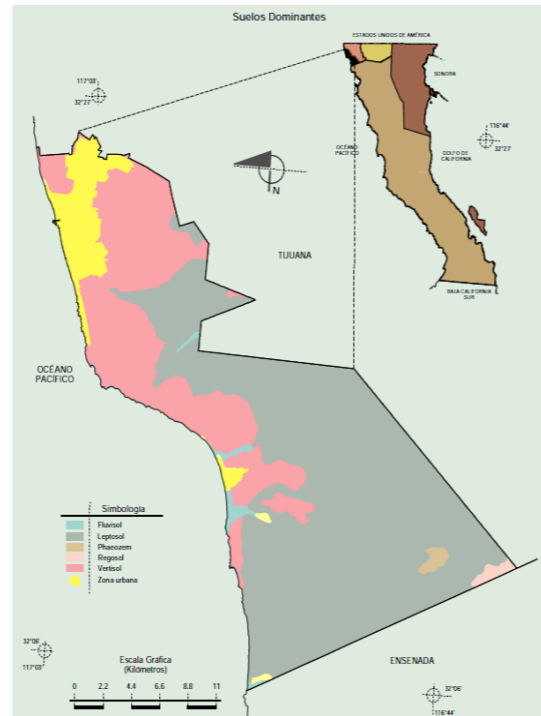 Suelos Dominantes
ESTADOS UNIDOS DE AMÉRICA
SONORA
OCÉANO
PACÍFICO
GOLFO DE
CALIFORNIA
BAJA CALIFORNIA
SUR
117°03'
32°27'
116°44'
32°27'
N
TIJUANA
OCÉANO
PACÍFICO
Simbología
Fluvisol
Leptosol
Phaeozem
Regosol
Vertisol
Zona urbana
32°06'
117°03'
Escala Gráfica
(Kilómetros)
0 2.2 4.4 6.6 8.8 11
ENSENADA
32°06'
116°44'